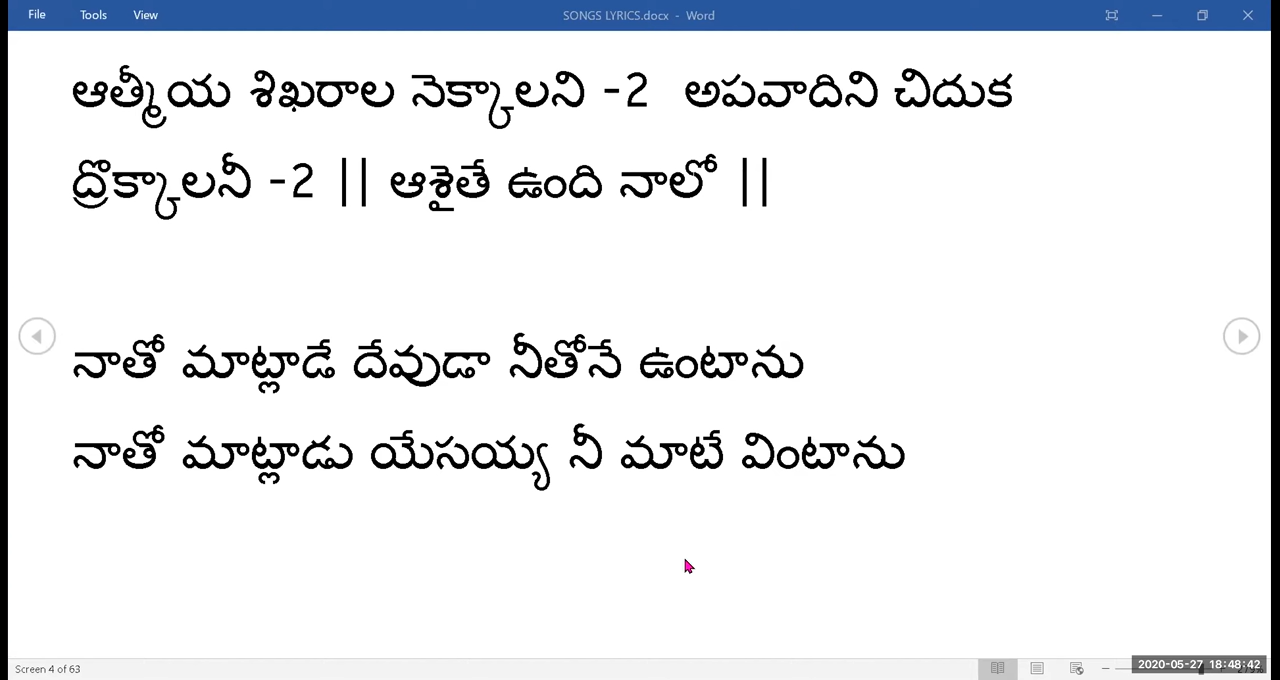 File Tools View SONGS LYRICS.docx - Word
ఆత్మీయ శిఖరాల నెక్కాలని -2 అపవాదిని చిదుక
ద్రొక్కాలనీ -2 || ఆశైతే ఉంది నాలో ||
నాతో మాట్లాడే దేవుడా నీతోనే ఉంటాను
నాతో మాట్లాడు యేసయ్య నీ మాటే వింటాను
Screen 4 of 63 2020-05-27 18:48:42